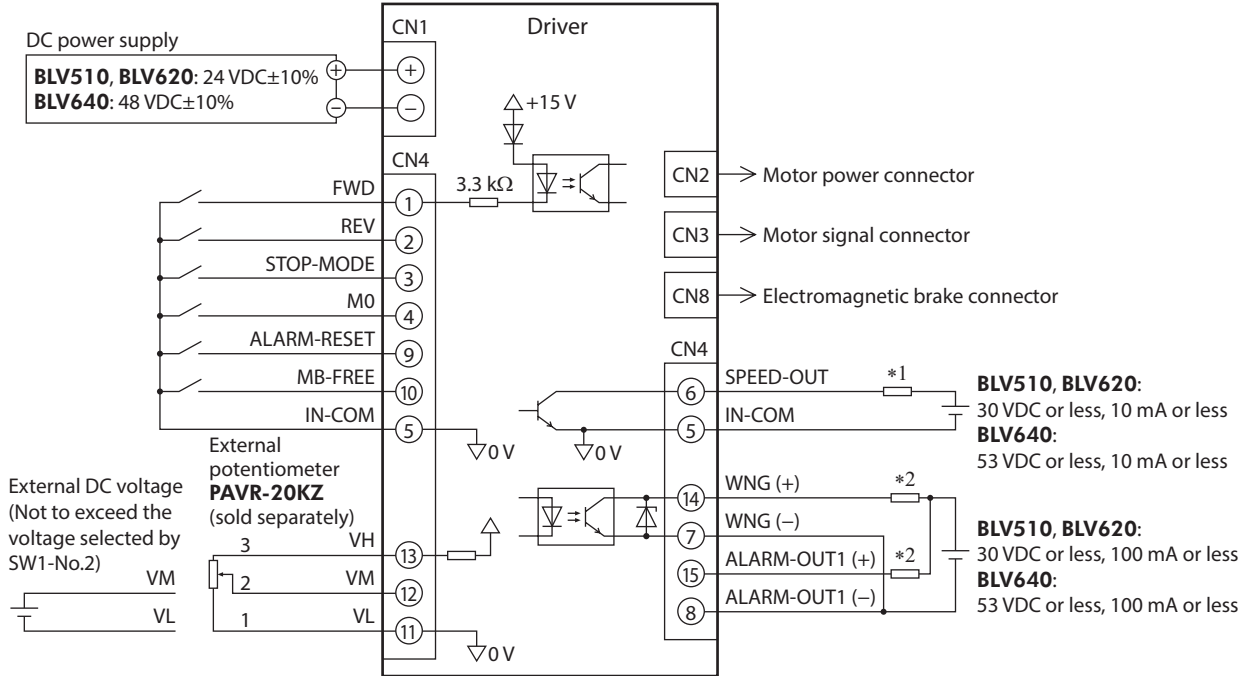 Driver
CN1
DC power supply
BLV510, BLV620: 24 VDC±10%
BLV640: 48 VDC±10%
+
−
+
−
+15 V
CN4
FWD
1
3.3 kΩ
REV
2
STOP-MODE
3
M0
4
ALARM-RESET
9
MB-FREE
10
IN-COM
5
0 V
External
potentiometer
PAVR-20KZ
(sold separately)
External DC voltage
(Not to exceed the
voltage selected by
SW1-No.2)
VM
VL
3
VH
13
2
VM
12
1
VL
11
0 V
CN2
Motor power connector
CN3
Motor signal connector
CN8
Electromagnetic brake connector
CN4
SPEED-OUT
6
*1
IN-COM
5
0 V
BLV510, BLV620:
30 VDC or less, 10 mA or less
BLV640:
53 VDC or less, 10 mA or less
WNG (+)
14
*2
WNG (−)
7
ALARM-OUT1 (+)
15
*2
ALARM-OUT1 (−)
8
BLV510, BLV620:
30 VDC or less, 100 mA or less
BLV640:
53 VDC or less, 100 mA or less